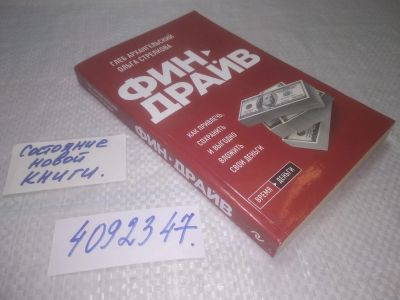 ГЛЕБ АРХАНГЕЛЬСКИЙ
ОЛЬГА СТРЕЛКОВА
ФИН-
ДРАЙВ
КАК ПРИВЛЕЧЬ,
СОХРАНИТЬ
И ВЫГОДНО
ВЛОЖИТЬ
СВОИ ДЕНЬГИ
ВРЕМЯ ДЕНЬГИ
ФИН-ДРАЙВ
Состояние
новой
книги.
4092347.